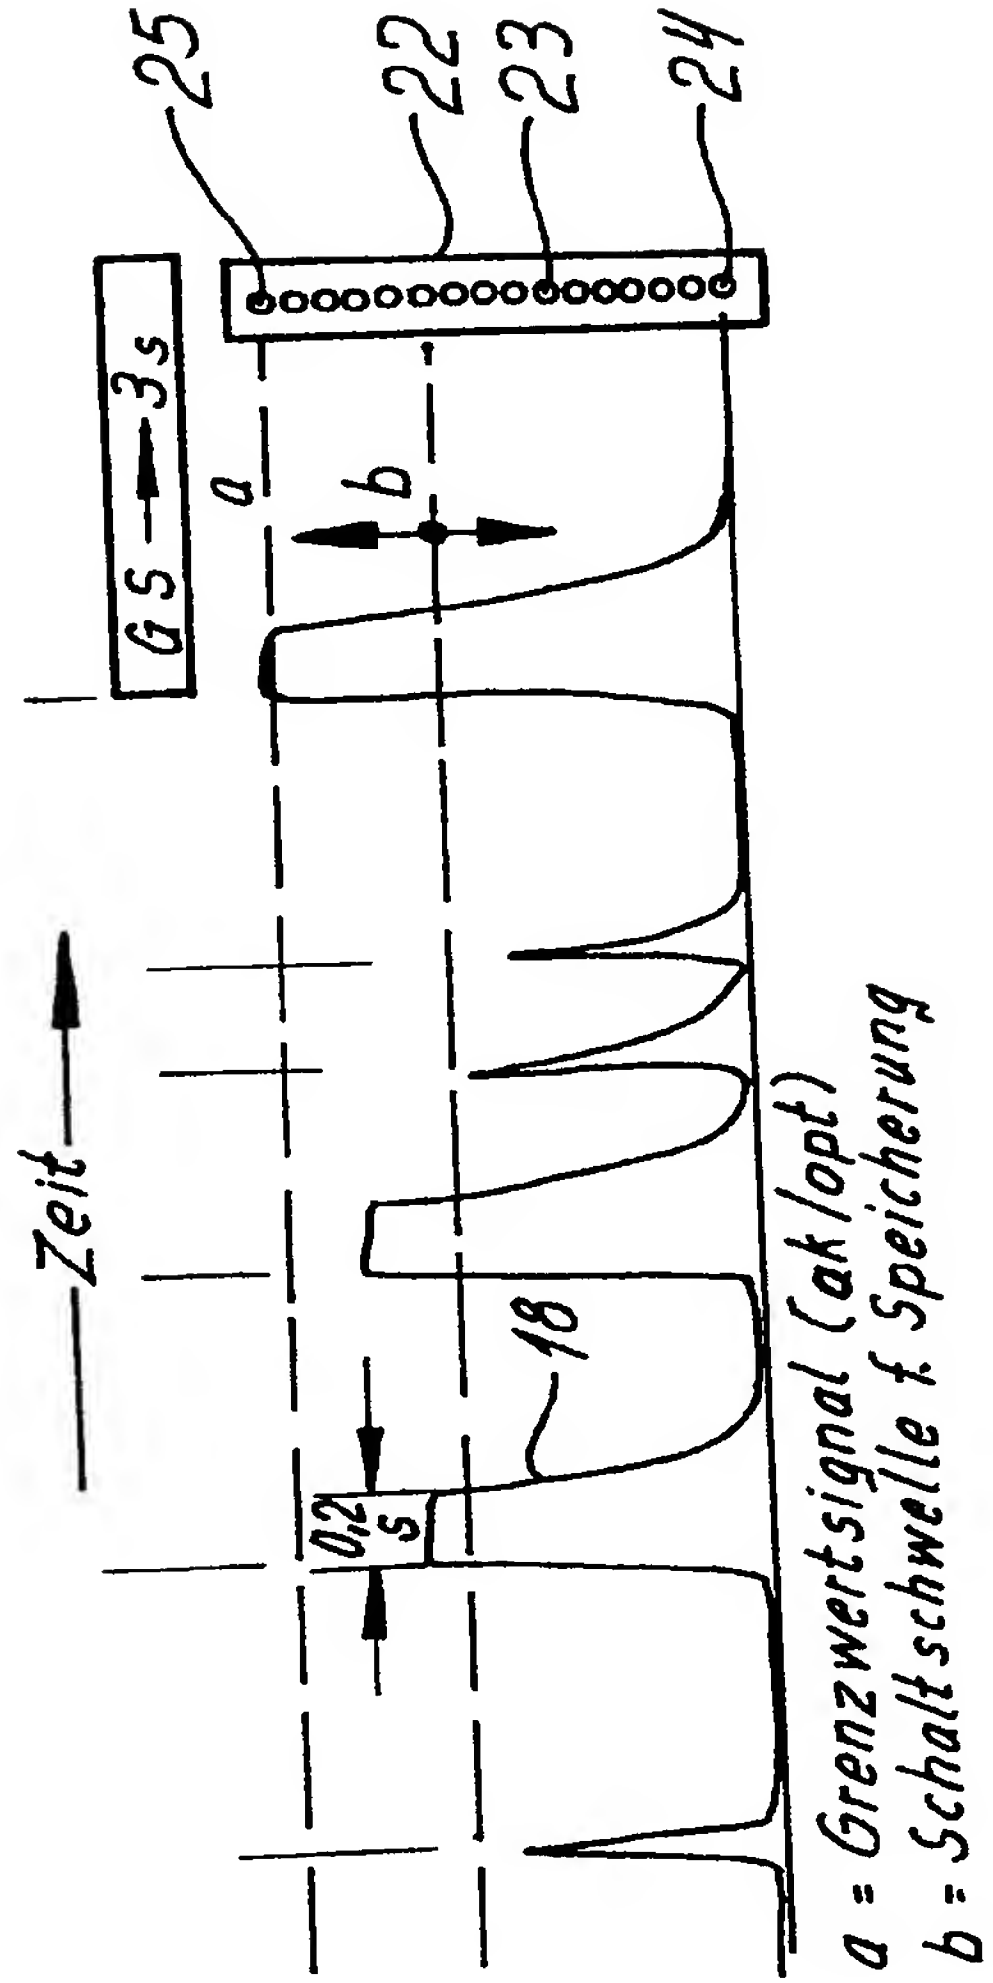 Zeit
GS → 3s
25
22
23
24
a
b
0,2
s
18
a = Grenzwertsignal (ak/opt)
b = Schaltschwelle f. Speicherung